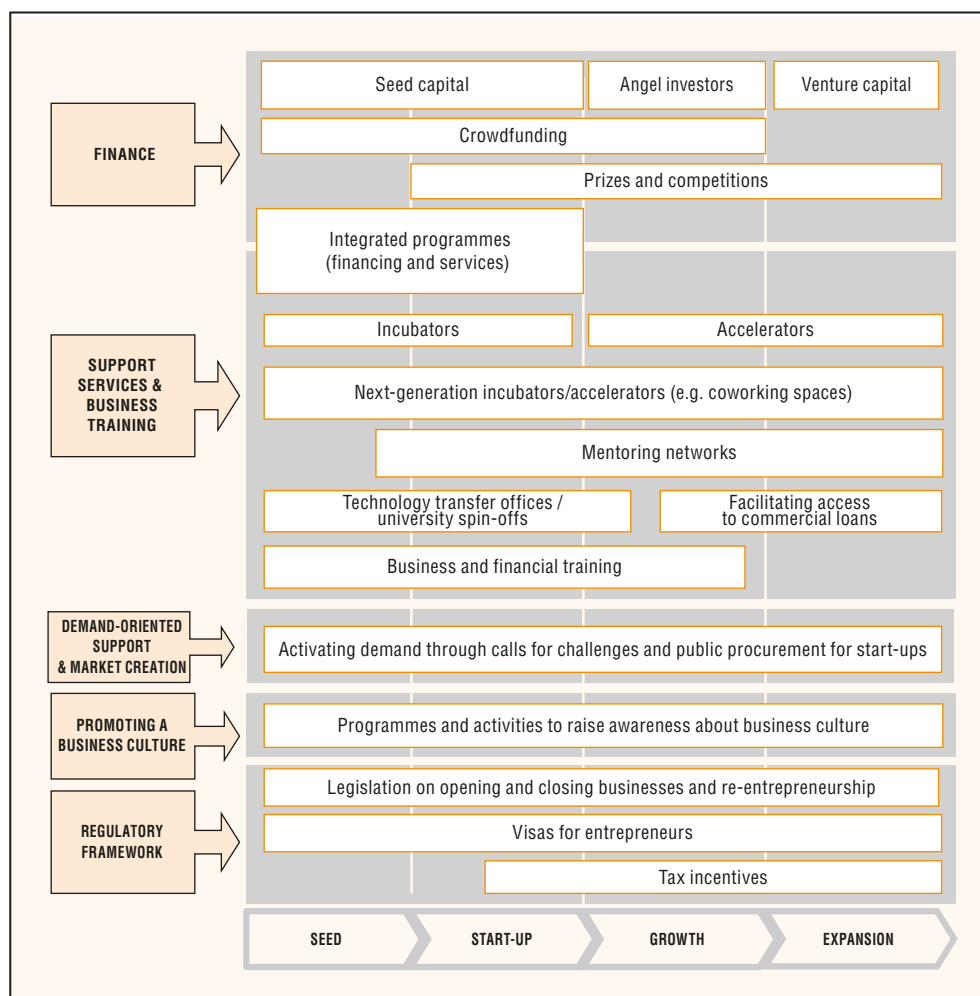 FINANCE
Seed capital
Angel investors
Venture capital
Crowdfunding
Prizes and competitions
Integrated programmes
(financing and services)
SUPPORT
SERVICES &
BUSINESS
TRAINING
Incubators
Accelerators
Next-generation incubators/accelerators (e.g. coworking spaces)
Mentoring networks
Technology transfer offices /
university spin-offs
Facilitating access
to commercial loans
Business and financial training
DEMAND-ORIENTED
SUPPORT
& MARKET CREATION
Activating demand through calls for challenges and public procurement for start-ups
PROMOTING A
BUSINESS CULTURE
Programmes and activities to raise awareness about business culture
REGULATORY
FRAMEWORK
Legislation on opening and closing businesses and re-entrepreneurship
Visas for entrepreneurs
Tax incentives
SEED
START-UP
GROWTH
EXPANSION